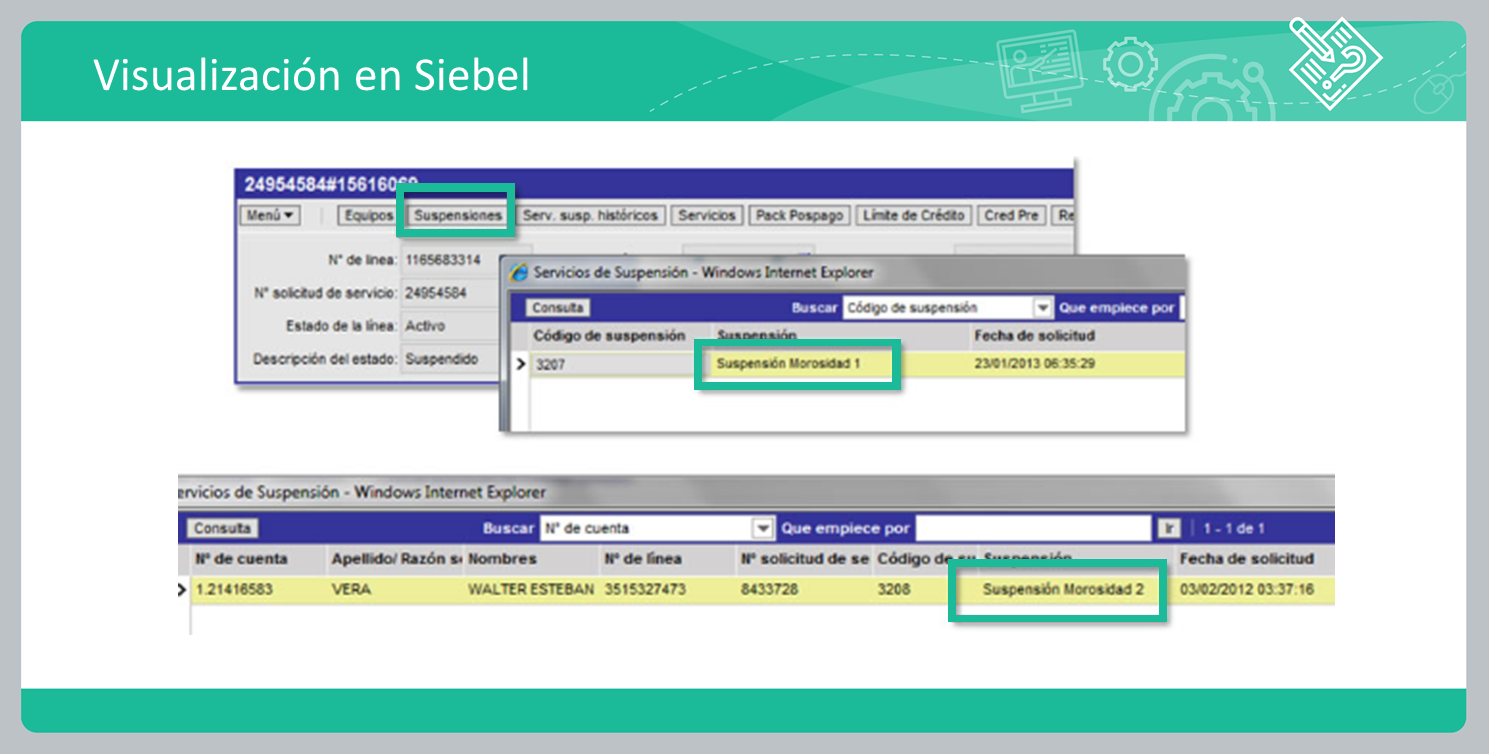 Visualización en Siebel
24954584#15616069
Menú Equipos Suspensiones Serv. susp. históricos Servicios Pack Pospago Límite de Crédito Cred Pre Re
N° de linea: 1165683314
N° solicitud de servicio: 24954584
Estado de la línea: Activo
Descripción del estado: Suspendido
Servicios de Suspensión - Windows Internet Explorer
Consulta Buscar Código de suspensión Que empiece por
Código de suspensión Suspensión Fecha de solicitud
3207 Suspensión Morosidad 1 23/01/2013 06:35:29
ervicios de Suspensión - Windows Internet Explorer
Consulta Buscar N° de cuenta Que empiece por Ir 1 - 1 de 1
N° de cuenta Apellido/ Razón so Nombres N° de línea N° solicitud de se Código de su Suspensión Fecha de solicitud
1.21416583 VERA WALTER ESTEBAN 3515327473 8433728 3208 Suspensión Morosidad 2 03/02/2012 03:37:16